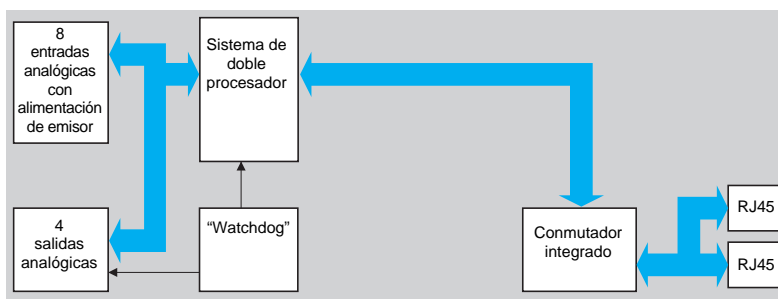 8
entradas
analógicas
con
alimentación
de emisor
Sistema de
doble
procesador
4
salidas
analógicas
“Watchdog”
Conmutador
integrado
RJ45
RJ45